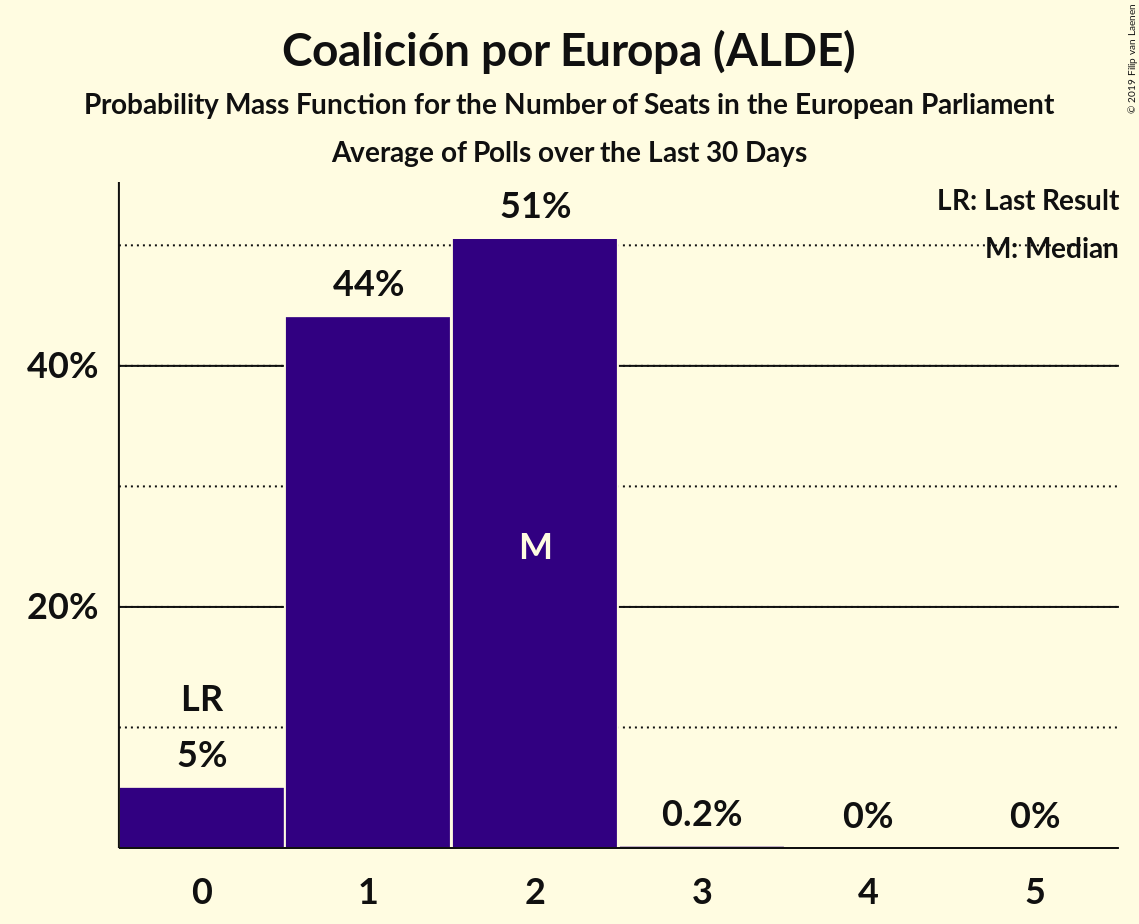 Coalición por Europa (ALDE)
Probability Mass Function for the Number of Seats in the European Parliament
Average of Polls over the Last 30 Days
© 2019 Filip van Laenen
LR: Last Result
M: Median
51%
44%
40%
M
20%
LR
5%
0.2%
0%
0%
0
1
2
3
4
5